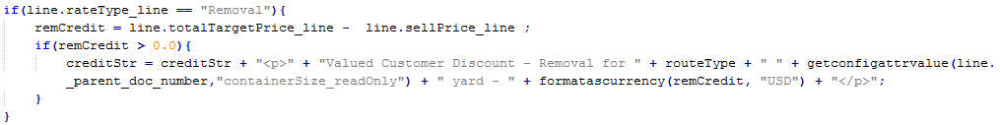 if(line.rateType_line == "Removal"){
remCredit = line.totalTargetPrice_line -  line.sellPrice_line ;
if(remCredit > 0.0){
creditStr = creditStr + "<p>" + "Valued Customer Discount - Removal for " + routeType + " " + getconfigattrvalue(line.
_parent_doc_number,"containerSize_readOnly") + " yard - " + formatascurrency(remCredit, "USD") + "</p>";
}
}